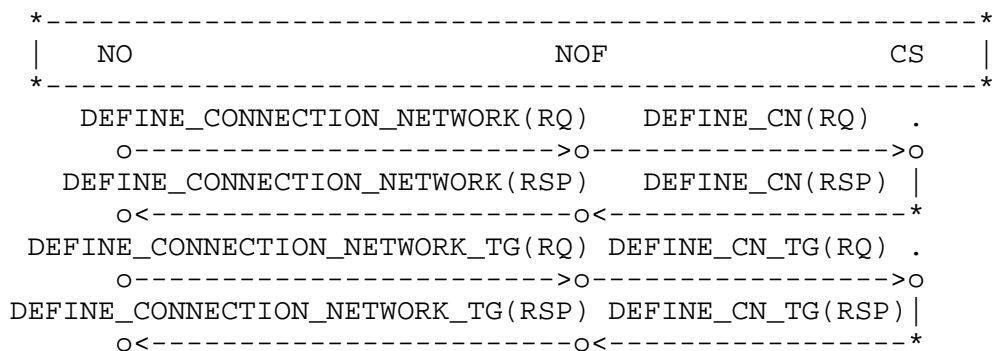 *------------------------------------------------------*
|   NO                         NOF                CS   |
*------------------------------------------------------*
DEFINE_CONNECTION_NETWORK(RQ)   DEFINE_CN(RQ)  .
o------------------------->o----------------->o
DEFINE_CONNECTION_NETWORK(RSP)   DEFINE_CN(RSP) |
o<-------------------------o<-----------------*
DEFINE_CONNECTION_NETWORK_TG(RQ) DEFINE_CN_TG(RQ) .
o------------------------->o----------------->o
DEFINE_CONNECTION_NETWORK_TG(RSP) DEFINE_CN_TG(RSP)|
o<-------------------------o<-----------------*